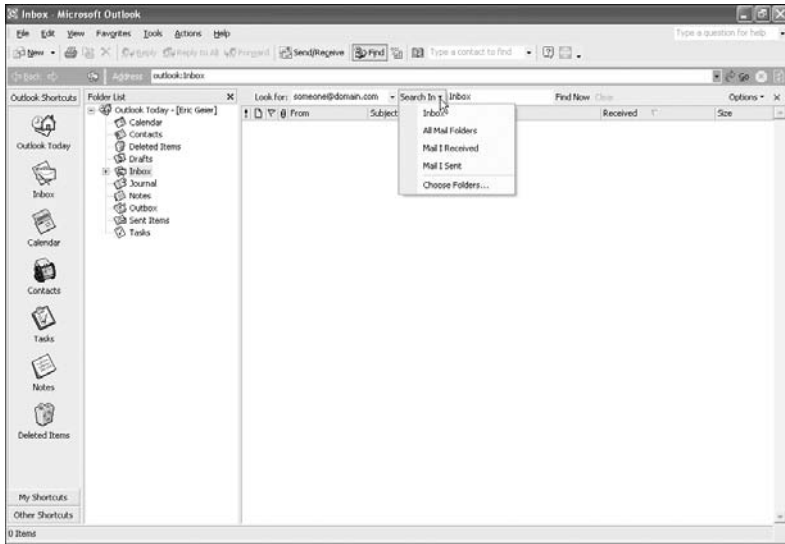 Inbox - Microsoft Outlook
File Edit View Favorites Tools Actions Help Type a question for help
New Reply Reply to All Forward Send/Receive Find Type a contact to find
Back Address outlook:Inbox Go
Outlook Shortcuts
Outlook Today
Inbox
Calendar
Contacts
Tasks
Notes
Deleted Items
My Shortcuts
Other Shortcuts
Folder List
Outlook Today - [Eric Geier]
Calendar
Contacts
Deleted Items
Drafts
Inbox
Journal
Notes
Outbox
Sent Items
Tasks
Look for: someone@domain.com Search In Inbox Find Now Clear Options
! From Subject Received Size
Inbox
All Mail Folders
Mail I Received
Mail I Sent
Choose Folders...
0 Items